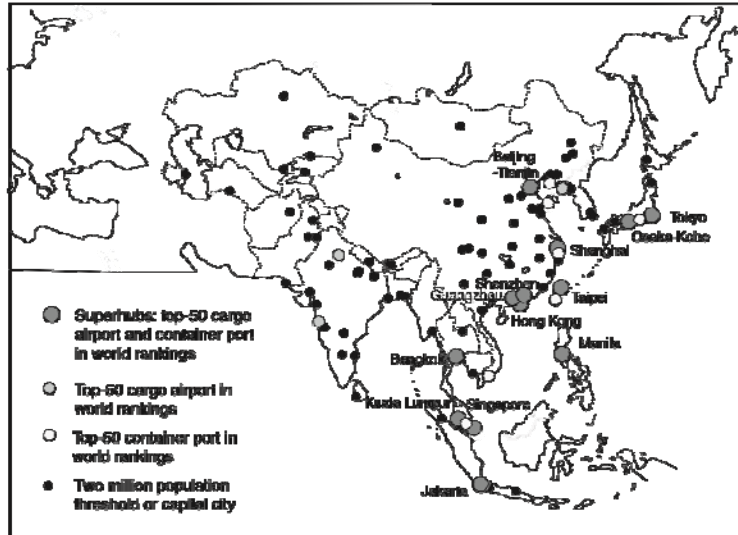 Beijing
-Tianjin
Tokyo
Osaka-Kobe
Shanghai
Shenzhen
Guangzhou
Taipei
Hong Kong
Bangkok
Manila
Kuala Lumpur
Singapore
Jakarta
Superhubs: top-50 cargo
airport and container port
in world rankings
Top-50 cargo airport in
world rankings
Top-50 container port in
world rankings
Two million population
threshold or capital city